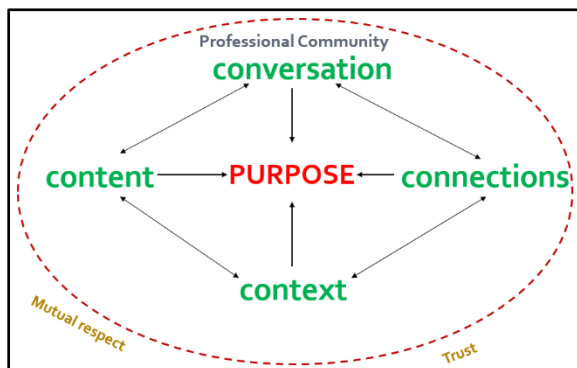 Professional Community
conversation
content
PURPOSE
connections
context
Mutual respect
Trust